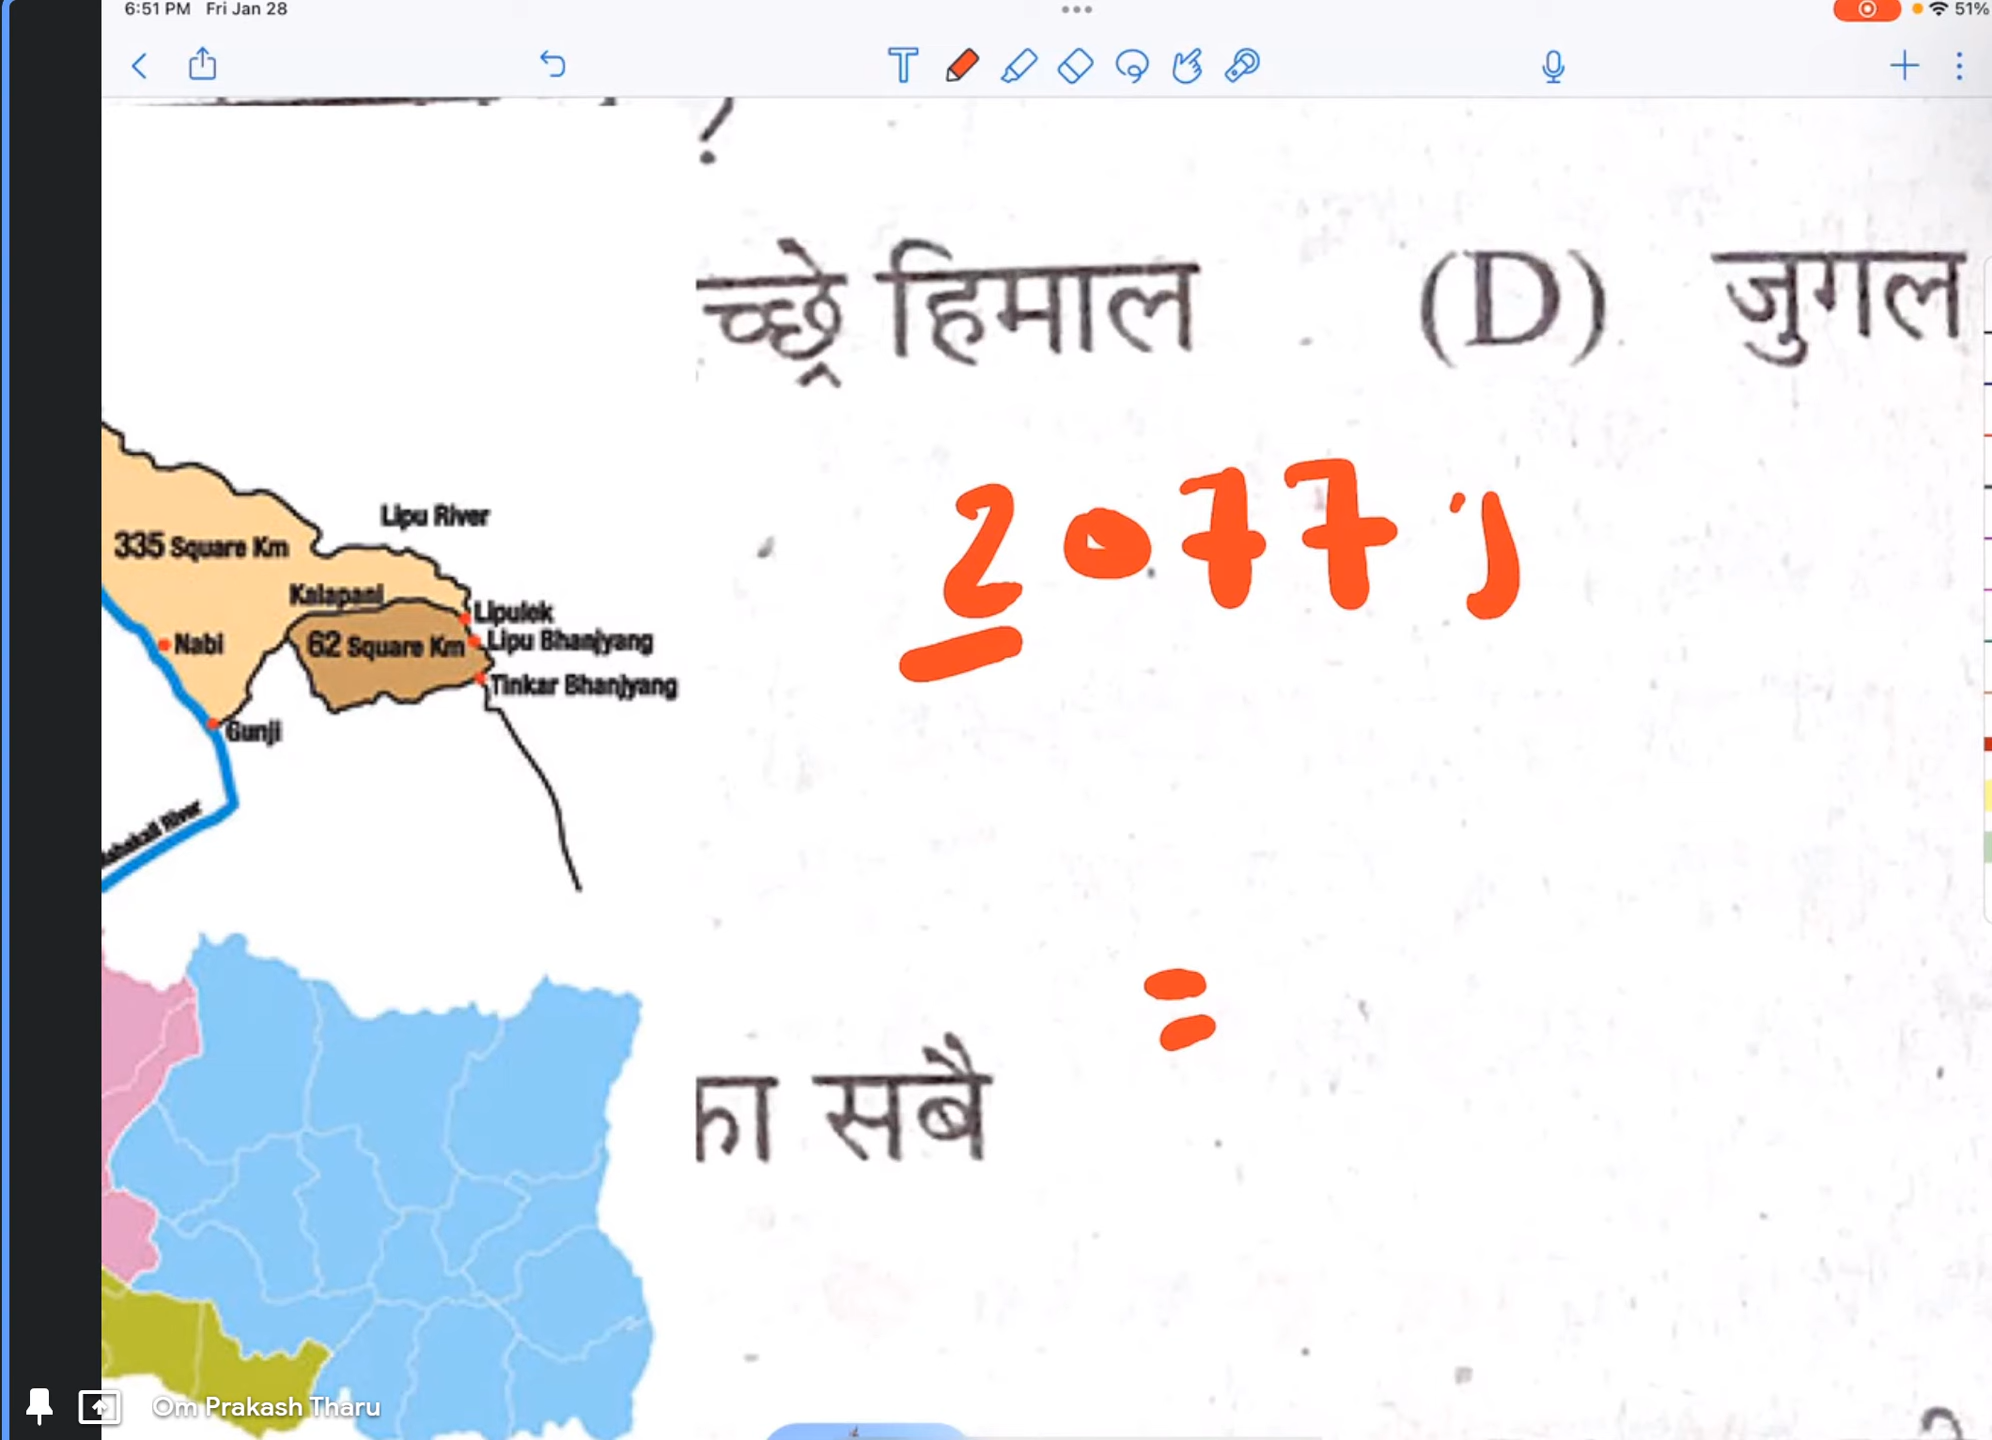 6:51 PM Fri Jan 28
51%
?
च्छ्रे हिमाल (D) जुगल
Lipu River
335 Square Km
Kalapani
Lipulek
62 Square Km
Lipu Bhanjyang
Nabi
Tinkar Bhanjyang
Gunji
River
2077
=
का सबै
Om Prakash Tharu